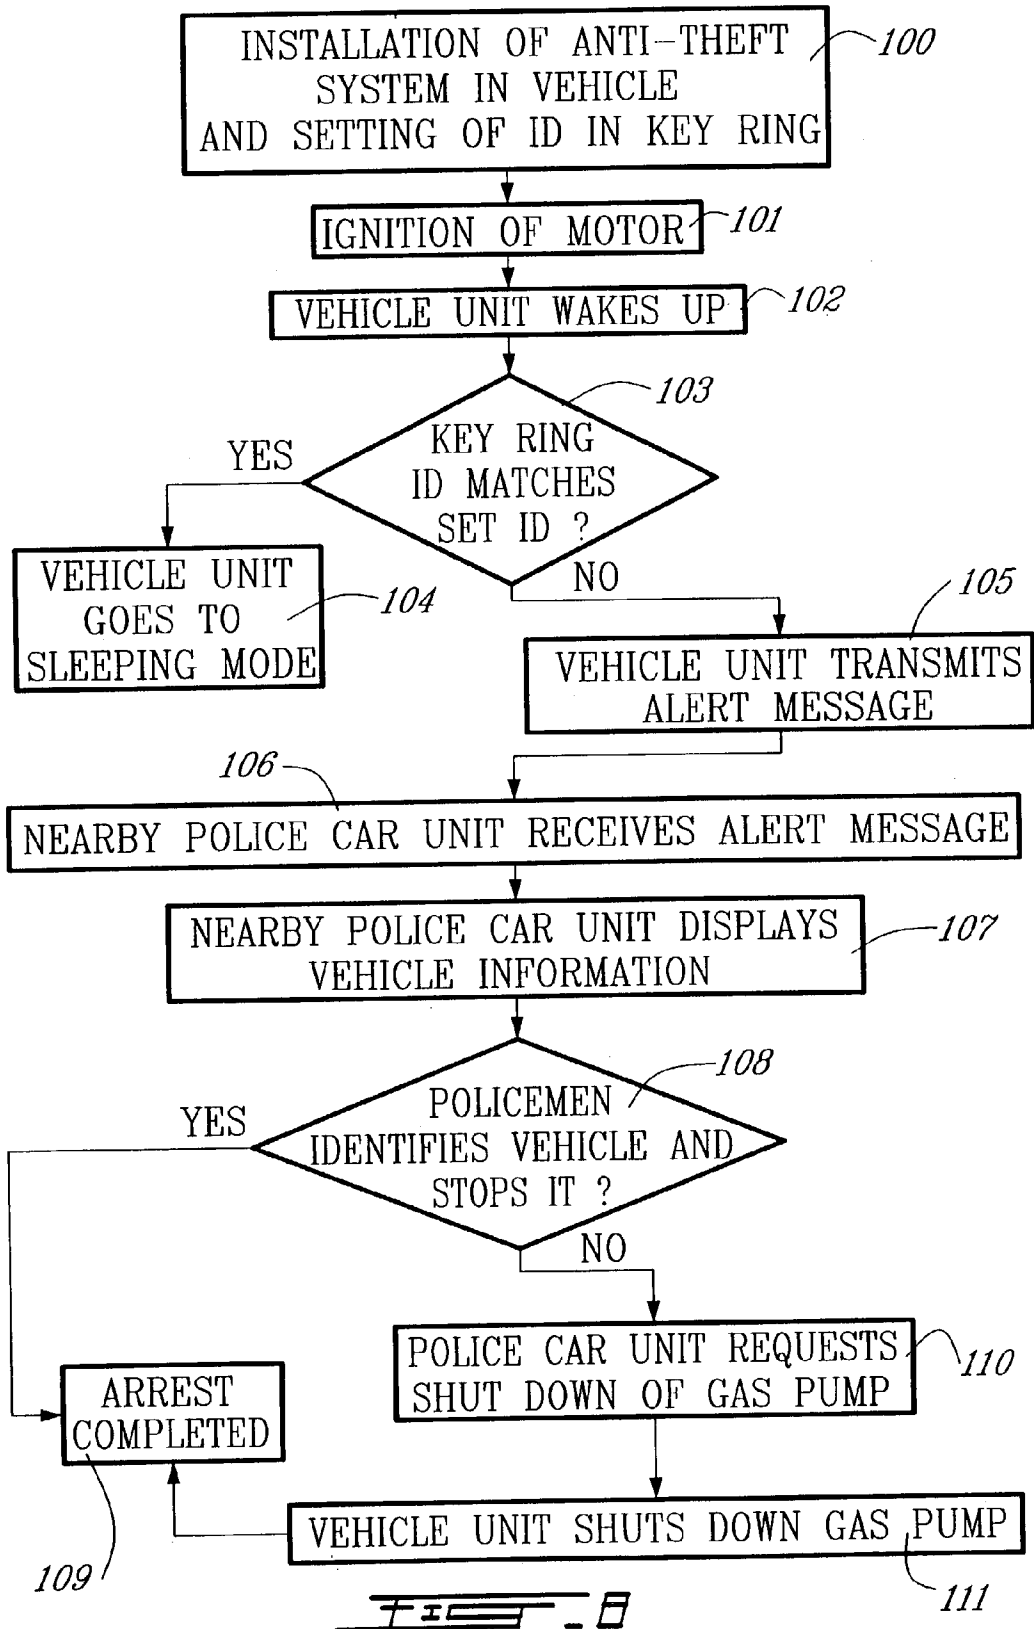 INSTALLATION OF ANTI-THEFT
SYSTEM IN VEHICLE
AND SETTING OF ID IN KEY RING
100
IGNITION OF MOTOR
101
VEHICLE UNIT WAKES UP
102
103
KEY RING
ID MATCHES
SET ID ?
YES
NO
VEHICLE UNIT
GOES TO
SLEEPING MODE
104
105
VEHICLE UNIT TRANSMITS
ALERT MESSAGE
106
NEARBY POLICE CAR UNIT RECEIVES ALERT MESSAGE
NEARBY POLICE CAR UNIT DISPLAYS
VEHICLE INFORMATION
107
108
POLICEMEN
IDENTIFIES VEHICLE AND
STOPS IT ?
YES
NO
POLICE CAR UNIT REQUESTS
SHUT DOWN OF GAS PUMP
110
ARREST
COMPLETED
109
VEHICLE UNIT SHUTS DOWN GAS PUMP
111
FIG_8